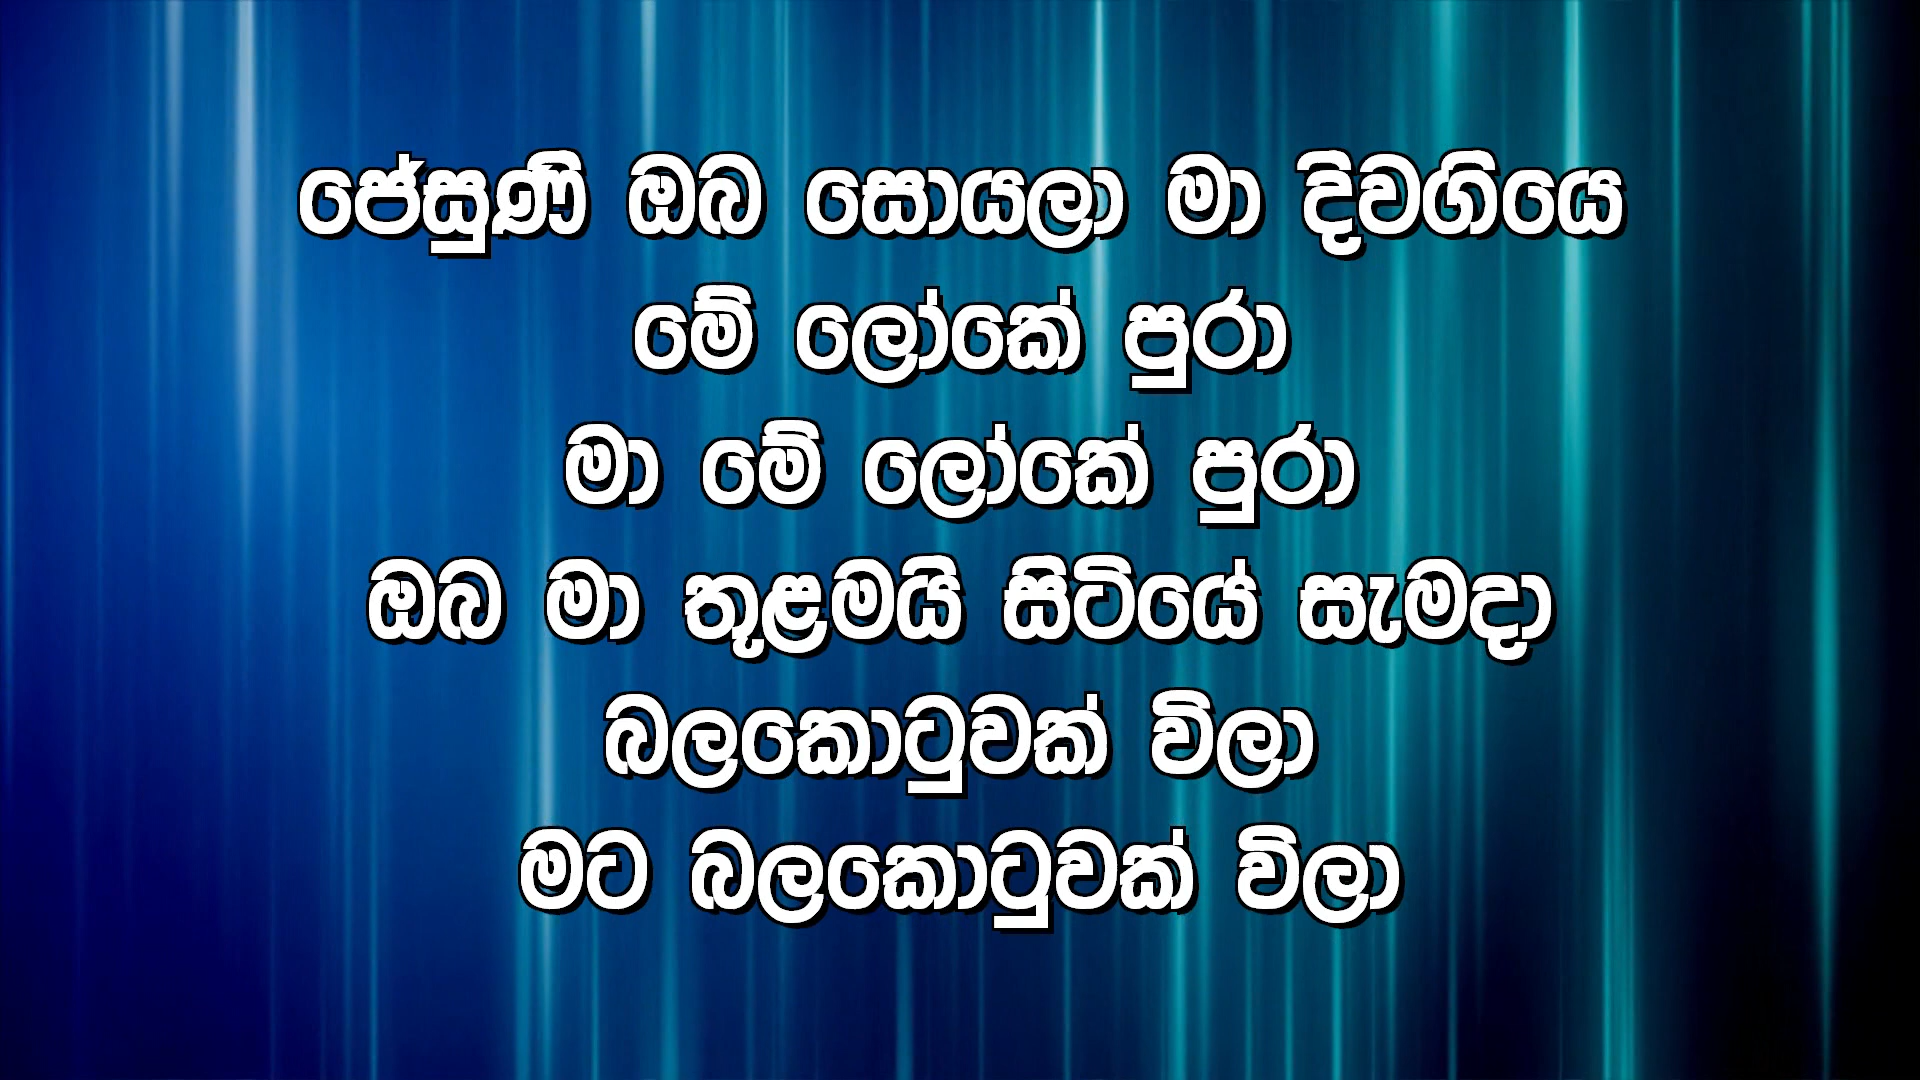 ජේසුණි ඔබ සොයලා මා දිවගියෙ
මේ ලෝකේ පුරා
මා මේ ලෝකේ පුරා
ඔබ මා තුළමයි සිටියේ සැමදා
බලකොටුවක් විලා
මට බලකොටුවක් විලා